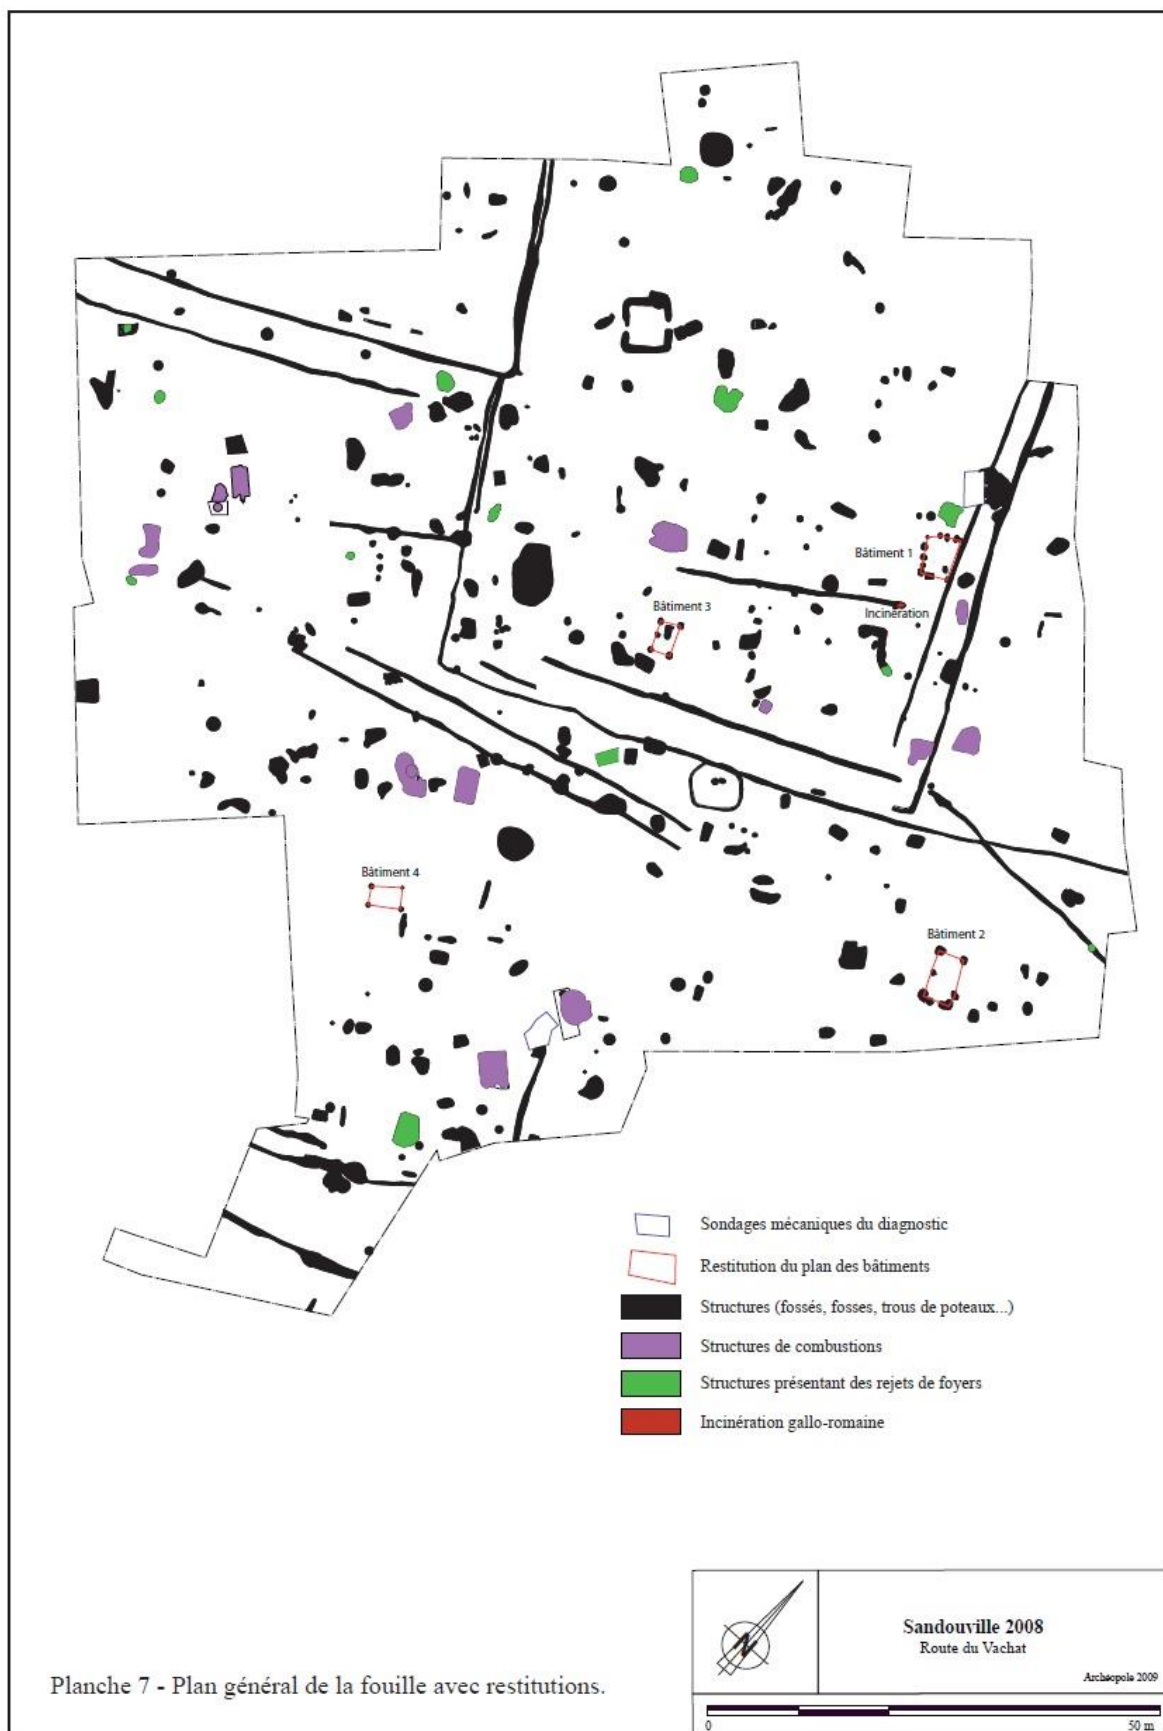 Bâtiment 1
Incinération
Bâtiment 3
Bâtiment 4
Bâtiment 2
Sondages mécaniques du diagnostic
Restitution du plan des bâtiments
Structures (fossés, fosses, trous de poteaux...)
Structures de combustions
Structures présentant des rejets de foyers
Incinération gallo-romaine
N
Sandouville 2008
Route du Vachat
Archéopole 2009
Planche 7 - Plan général de la fouille avec restitutions.
0
50 m